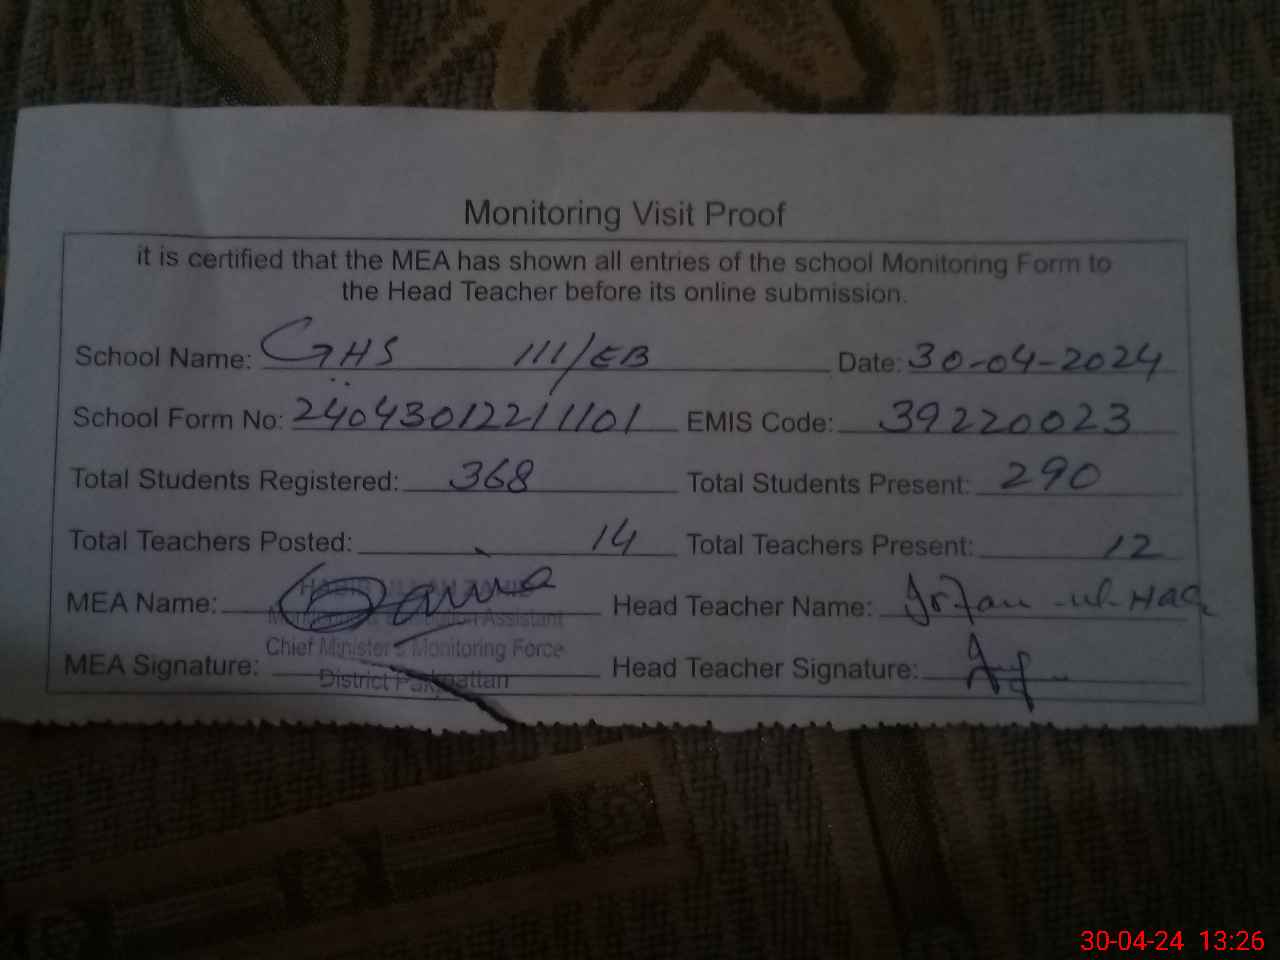 Monitoring Visit Proof
it is certified that the MEA has shown all entries of the school Monitoring Form to
the Head Teacher before its online submission.
School Name: GHS 111/EB Date: 30-04-2024
School Form No: 24043012211101 EMIS Code: 39220023
Total Students Registered: 368 Total Students Present: 290
Total Teachers Posted: 14 Total Teachers Present: 12
MEA Name: Head Teacher Name: Irfan-ul-Haq
Assistant
Chief Minister's Monitoring Force
MEA Signature: Head Teacher Signature:
District Pakpattan
30-04-24 13:26